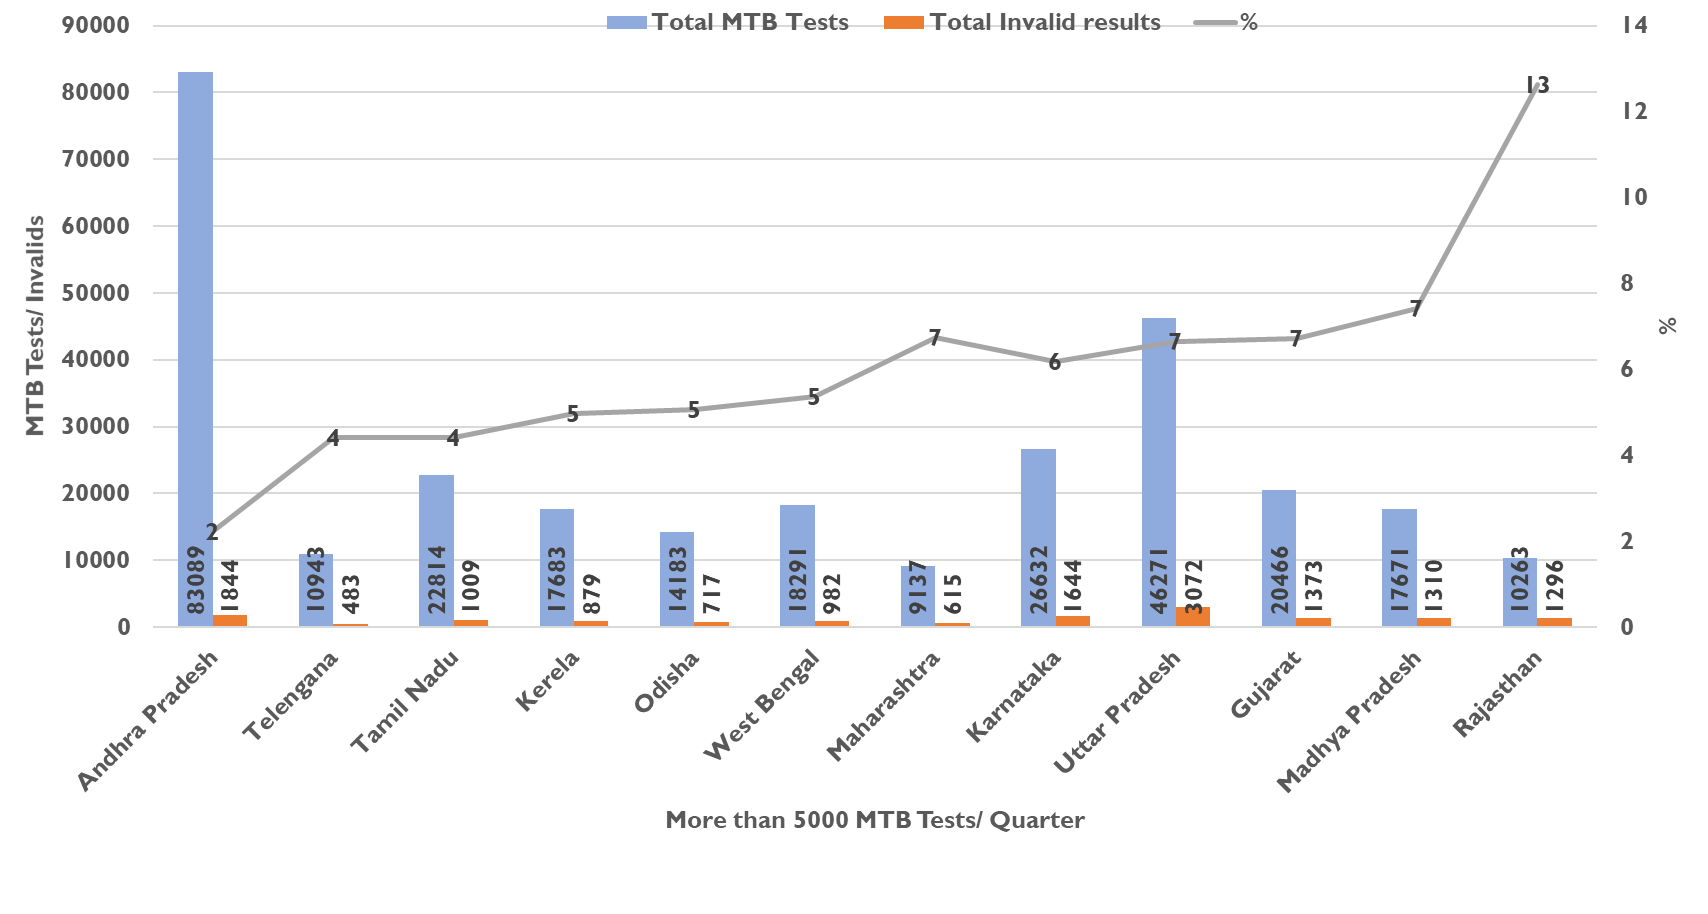 Total MTB Tests Total Invalid results %
90000
80000
70000
60000
50000
40000
30000
20000
10000
0
MTB Tests/ Invalids
14
12
10
8
6
4
2
0
%
2 4 4 5 5 5 7 6 7 7 7 13
83089 1844
10943 483
22814 1009
17683 879
14183 717
18291 982
9137 615
26632 1644
46271 3072
20466 1373
17671 1310
10263 1296
Andhra Pradesh
Telengana
Tamil Nadu
Kerela
Odisha
West Bengal
Maharashtra
Karnataka
Uttar Pradesh
Gujarat
Madhya Pradesh
Rajasthan
More than 5000 MTB Tests/ Quarter